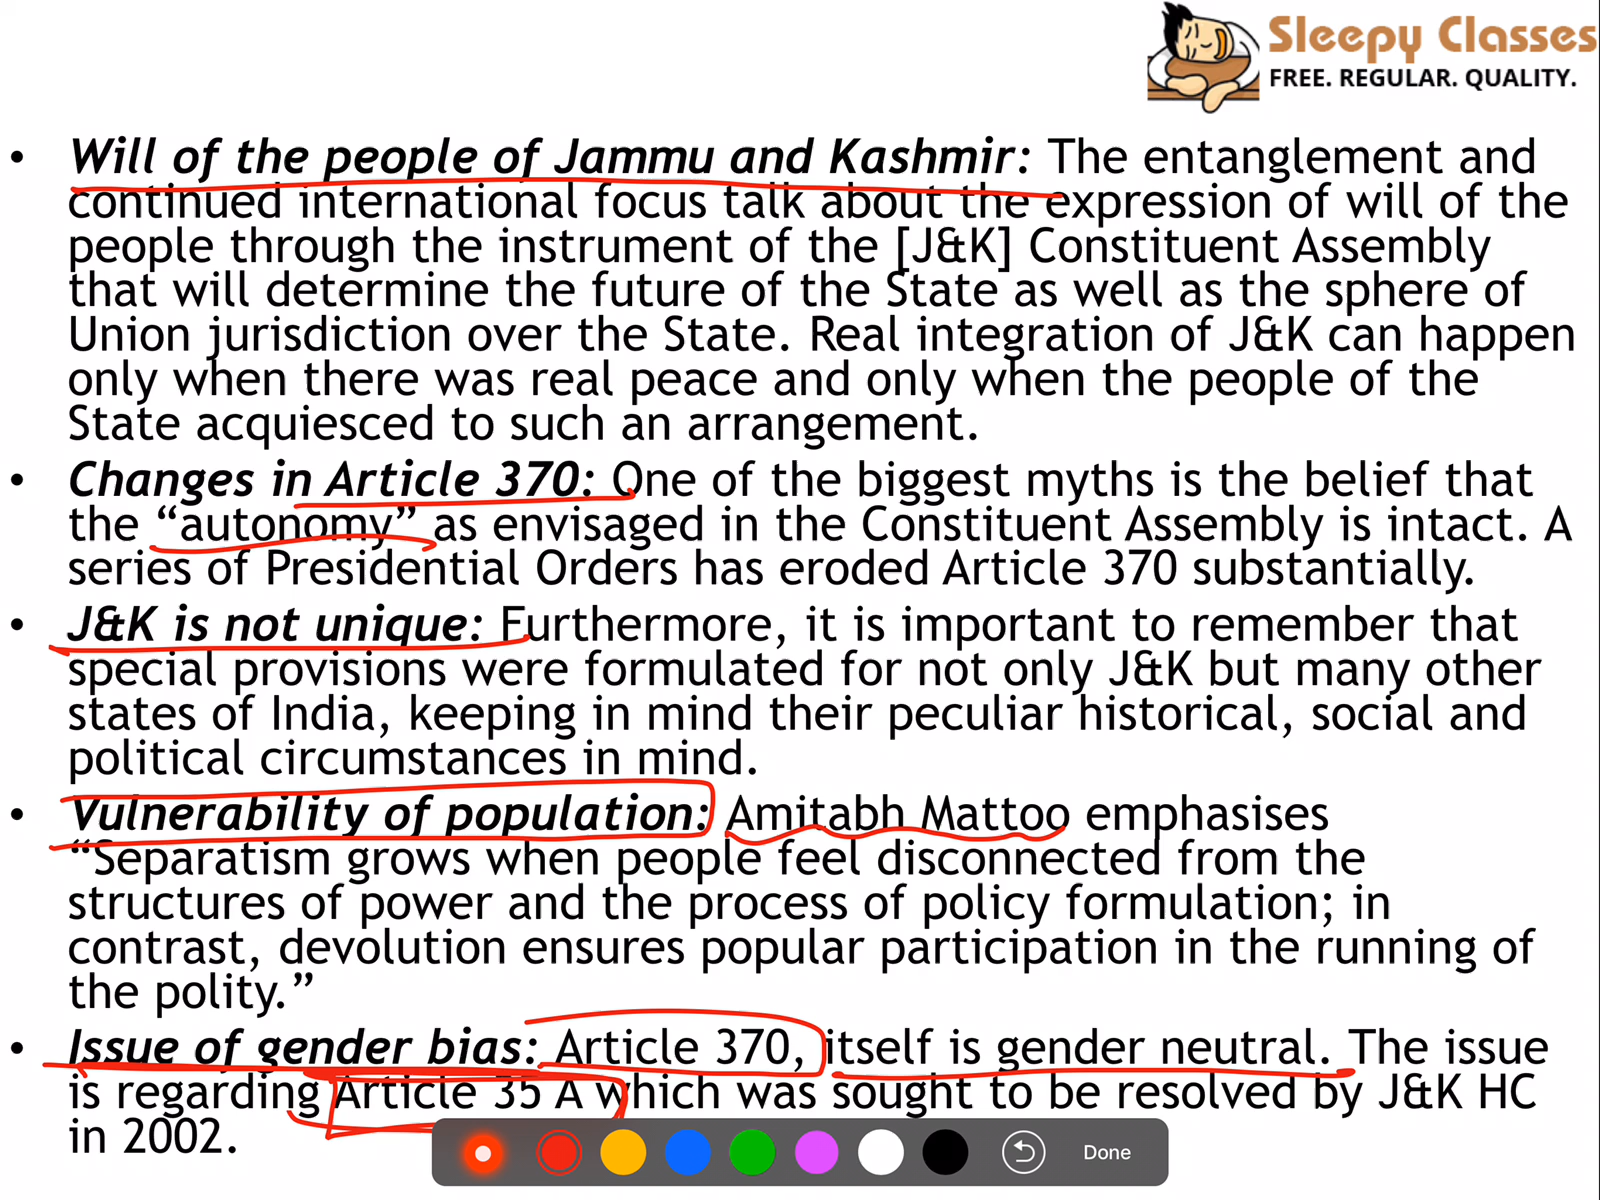 Sleepy Classes
FREE. REGULAR. QUALITY.
• Will of the people of Jammu and Kashmir: The entanglement and
continued international focus talk about the expression of will of the
people through the instrument of the [J&K] Constituent Assembly
that will determine the future of the State as well as the sphere of
Union jurisdiction over the State. Real integration of J&K can happen
only when there was real peace and only when the people of the
State acquiesced to such an arrangement.
• Changes in Article 370: One of the biggest myths is the belief that
the “autonomy” as envisaged in the Constituent Assembly is intact. A
series of Presidential Orders has eroded Article 370 substantially.
• J&K is not unique: Furthermore, it is important to remember that
special provisions were formulated for not only J&K but many other
states of India, keeping in mind their peculiar historical, social and
political circumstances in mind.
• Vulnerability of population: Amitabh Mattoo emphasises
“Separatism grows when people feel disconnected from the
structures of power and the process of policy formulation; in
contrast, devolution ensures popular participation in the running of
the polity.”
• Issue of gender bias: Article 370, itself is gender neutral. The issue
is regarding Article 35 A which was sought to be resolved by J&K HC
in 2002.
Done